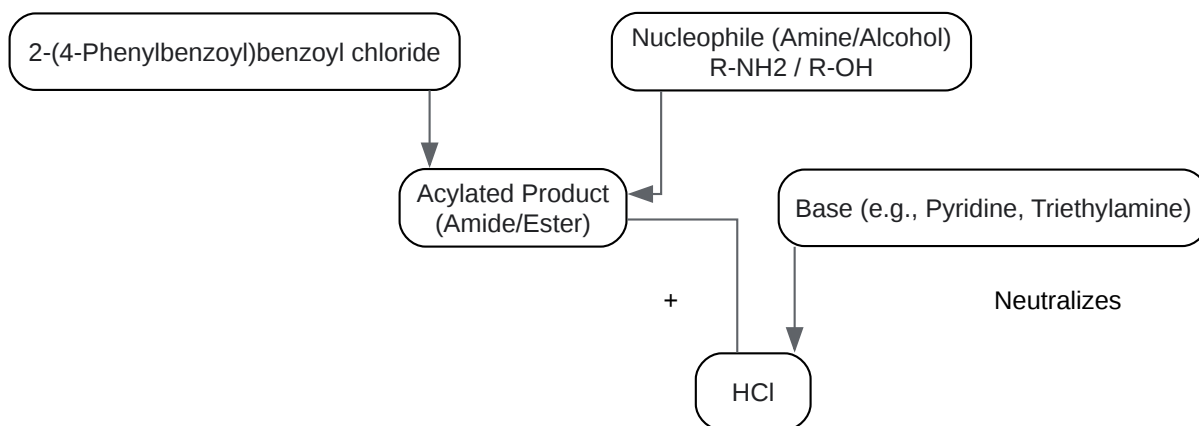 2-(4-Phenylbenzoyl)benzoyl chloride
Nucleophile (Amine/Alcohol)
R-NH2 / R-OH
Acylated Product
(Amide/Ester)
Base (e.g., Pyridine, Triethylamine)
+
Neutralizes
HCl